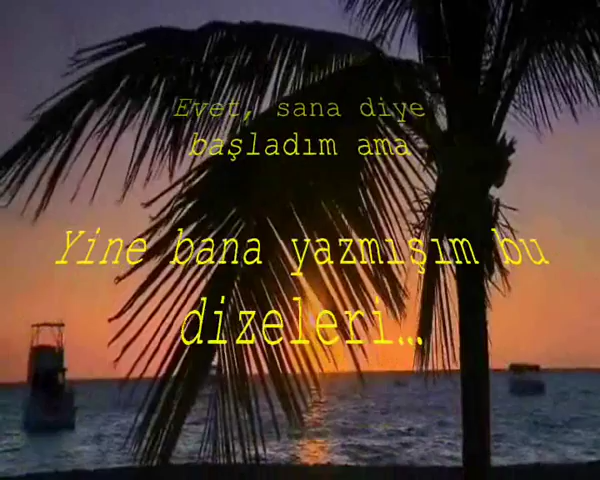 Evet, sana diye
başladım ama
Yine bana yazmışım bu
dizeleri...